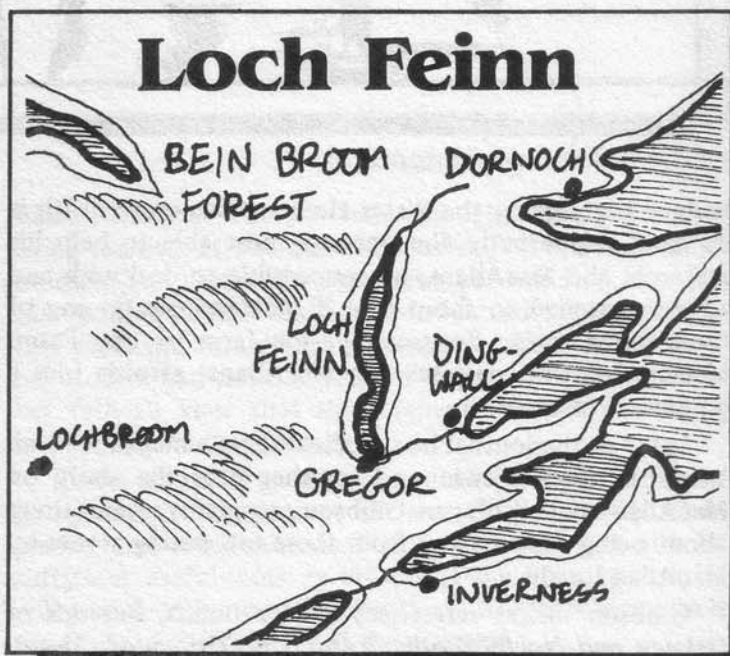 Loch Feinn
BEIN BROOM
FOREST
DORNOCH
LOCH
FEINN
DING-
WALL
LOCHBROOM
GREGOR
INVERNESS